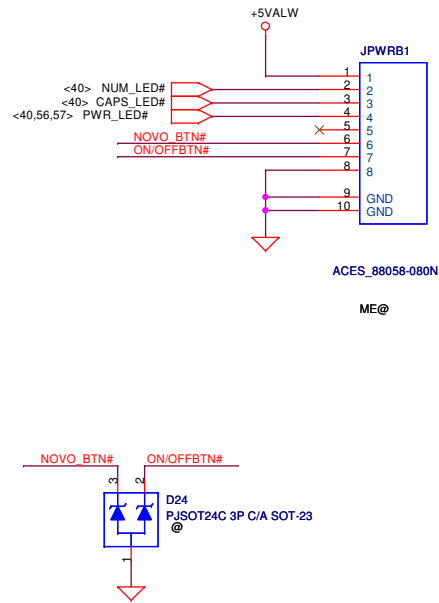 +5VALW
JPWRB1
1 1
<40> NUM_LED# 2 2
<40> CAPS_LED# 3 3
<40,56,57> PWR_LED# 4 4
5 5
NOVO_BTN# 6 6
ON/OFFBTN# 7 7
8 8
9 GND
10 GND
ACES_88058-080N
ME@
NOVO_BTN# ON/OFFBTN#
3 2
D24
PJSOT24C 3P C/A SOT-23
@
1